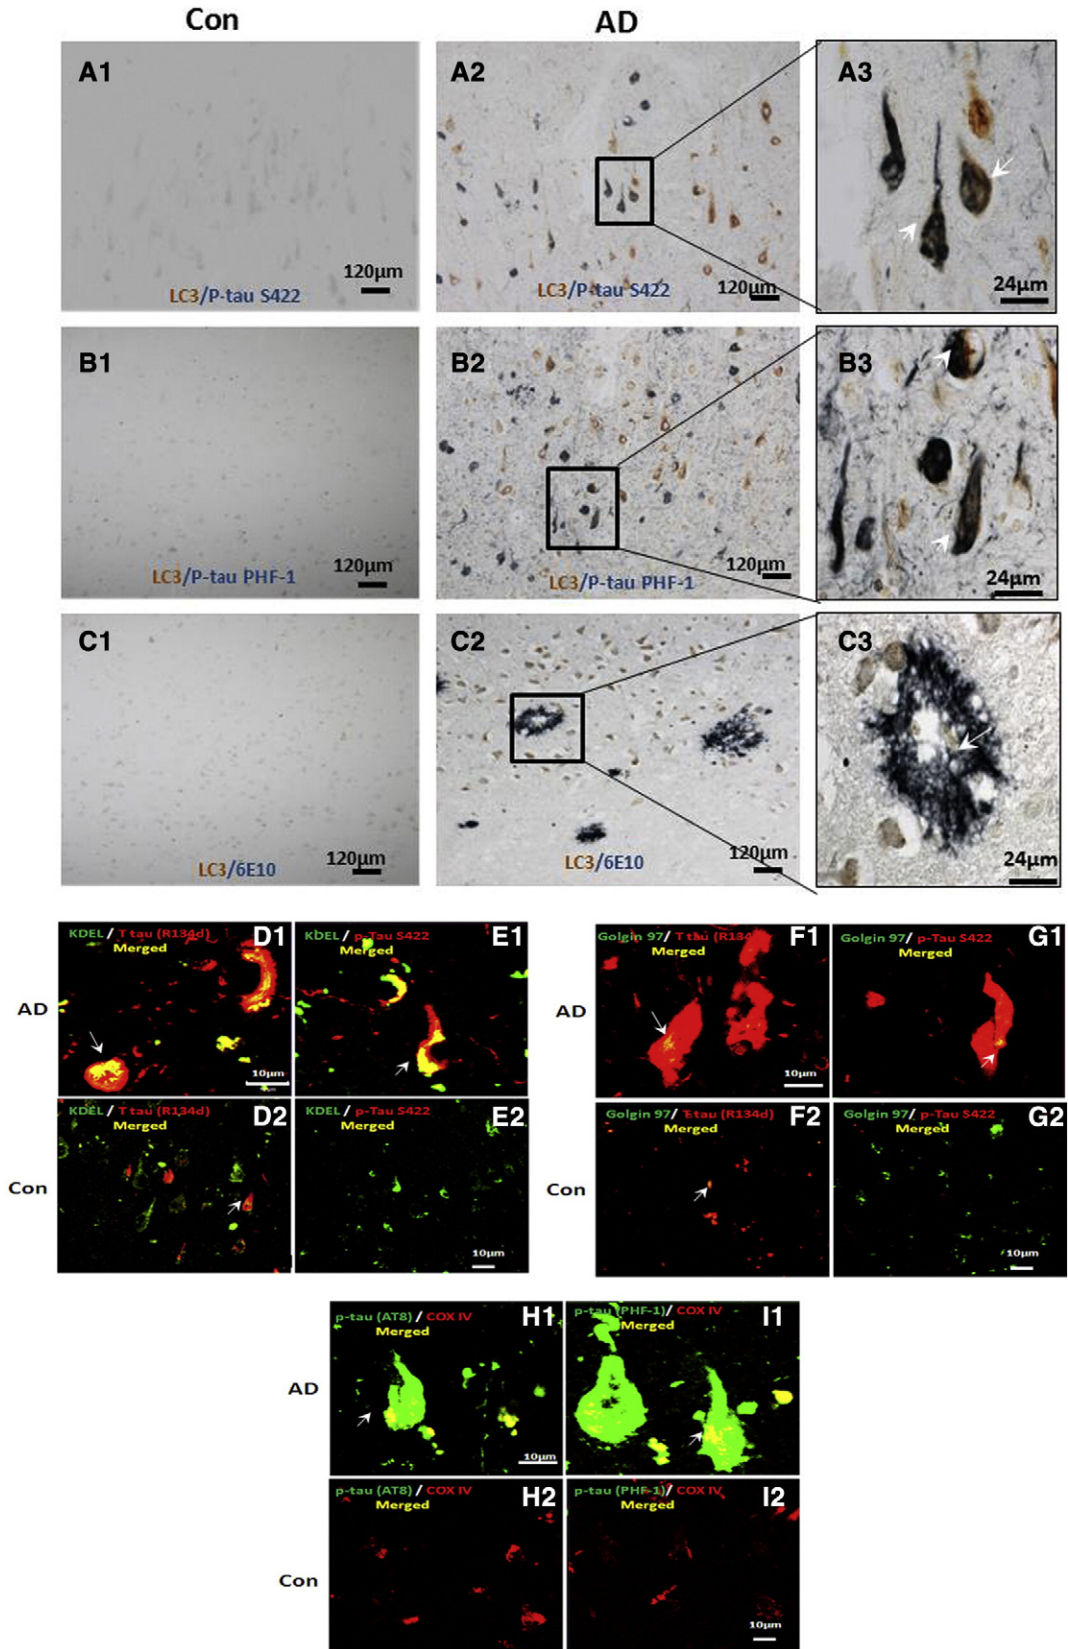 Con
AD
A1
120µm
LC3/P-tau S422
A2
120µm
LC3/P-tau S422
A3
24µm
B1
120µm
LC3/P-tau PHF-1
B2
120µm
LC3/P-tau PHF-1
B3
24µm
C1
120µm
LC3/6E10
C2
120µm
LC3/6E10
C3
24µm
AD
KDEL / T tau (R134d)
Merged
D1
10µm
KDEL / p-Tau S422
Merged
E1
AD
Golgin 97/ T tau (R134
Merged
F1
10µm
Golgin 97/ p-Tau S422
Merged
G1
Con
KDEL / T tau (R134d)
Merged
D2
KDEL / p-Tau S422
Merged
E2
10µm
Con
Golgin 97/ T tau (R134d)
Merged
F2
Golgin 97/ p-Tau S422
Merged
G2
10µm
AD
p-tau (AT8) / COX IV
Merged
H1
10µm
p-tau (PHF-1)/ COX IV
Merged
I1
Con
p-tau (AT8) / COX IV
Merged
H2
p-tau (PHF-1)/ COX IV
Merged
I2
10µm